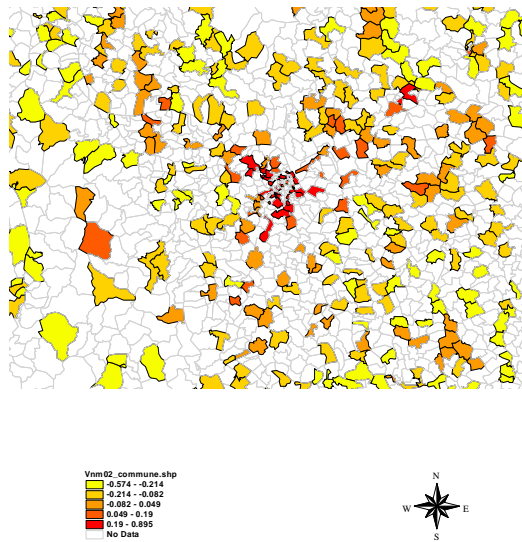 Vnm02_commune.shp
-0.574 - -0.214
-0.214 - -0.082
-0.082 - 0.049
0.049 - 0.19
0.19 - 0.895
No Data
N
W E
S